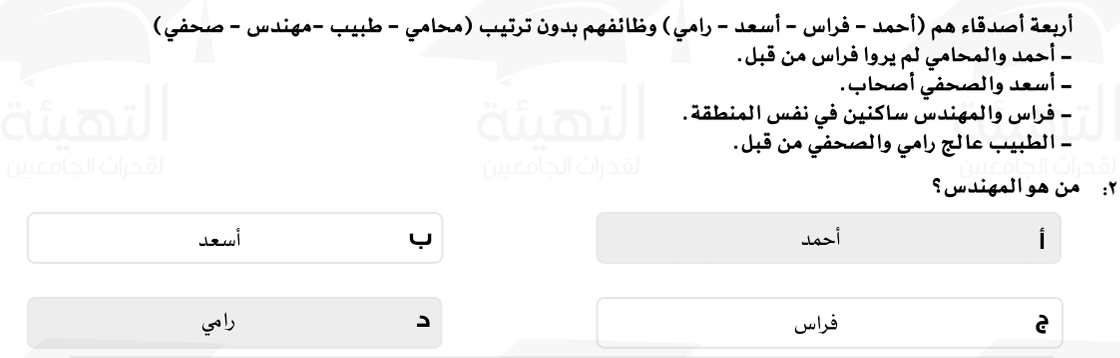 أربعة أصدقاء هم (أحمد - فراس - أسعد - رامي) وظائفهم بدون ترتيب (محامي - طبيب -مهندس - صحفي)
- أحمد والمحامي لم يروا فراس من قبل.
- أسعد والصحفي أصحاب.
- فراس والمهندس ساكنين في نفس المنطقة.
- الطبيب عالج رامي والصحفي من قبل.
٢: من هو المهندس؟
أ أحمد
ب أسعد
ج فراس
د رامي
التهيئة
لقدرات الجامعيين
التهيئة
لقدرات الجامعيين
التهيئة
لقدرات الجامعيين